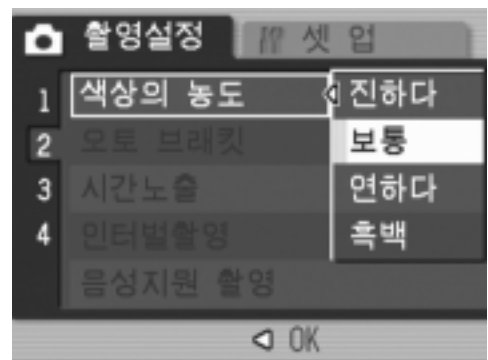 촬영설정 셋 업
1 색상의 농도 진하다
2 오토 브래킷 보통
3 시간노출 연하다
4 인터벌촬영 흑백
음성지원 촬영
OK